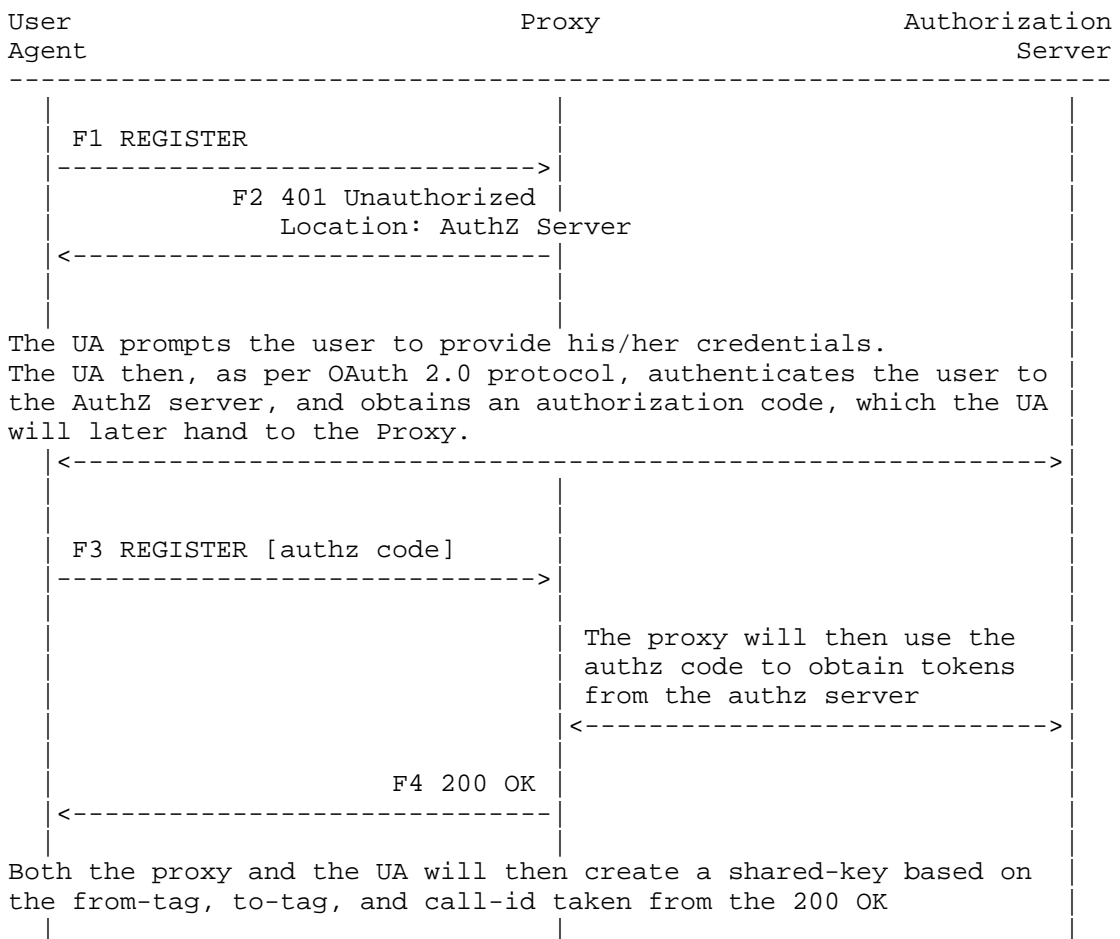 User Proxy Authorization
Agent Server
F1 REGISTER
F2 401 Unauthorized
Location: AuthZ Server
The UA prompts the user to provide his/her credentials.
The UA then, as per OAuth 2.0 protocol, authenticates the user to
the AuthZ server, and obtains an authorization code, which the UA
will later hand to the Proxy.
F3 REGISTER [authz code]
The proxy will then use the
authz code to obtain tokens
from the authz server
F4 200 OK
Both the proxy and the UA will then create a shared-key based on
the from-tag, to-tag, and call-id taken from the 200 OK